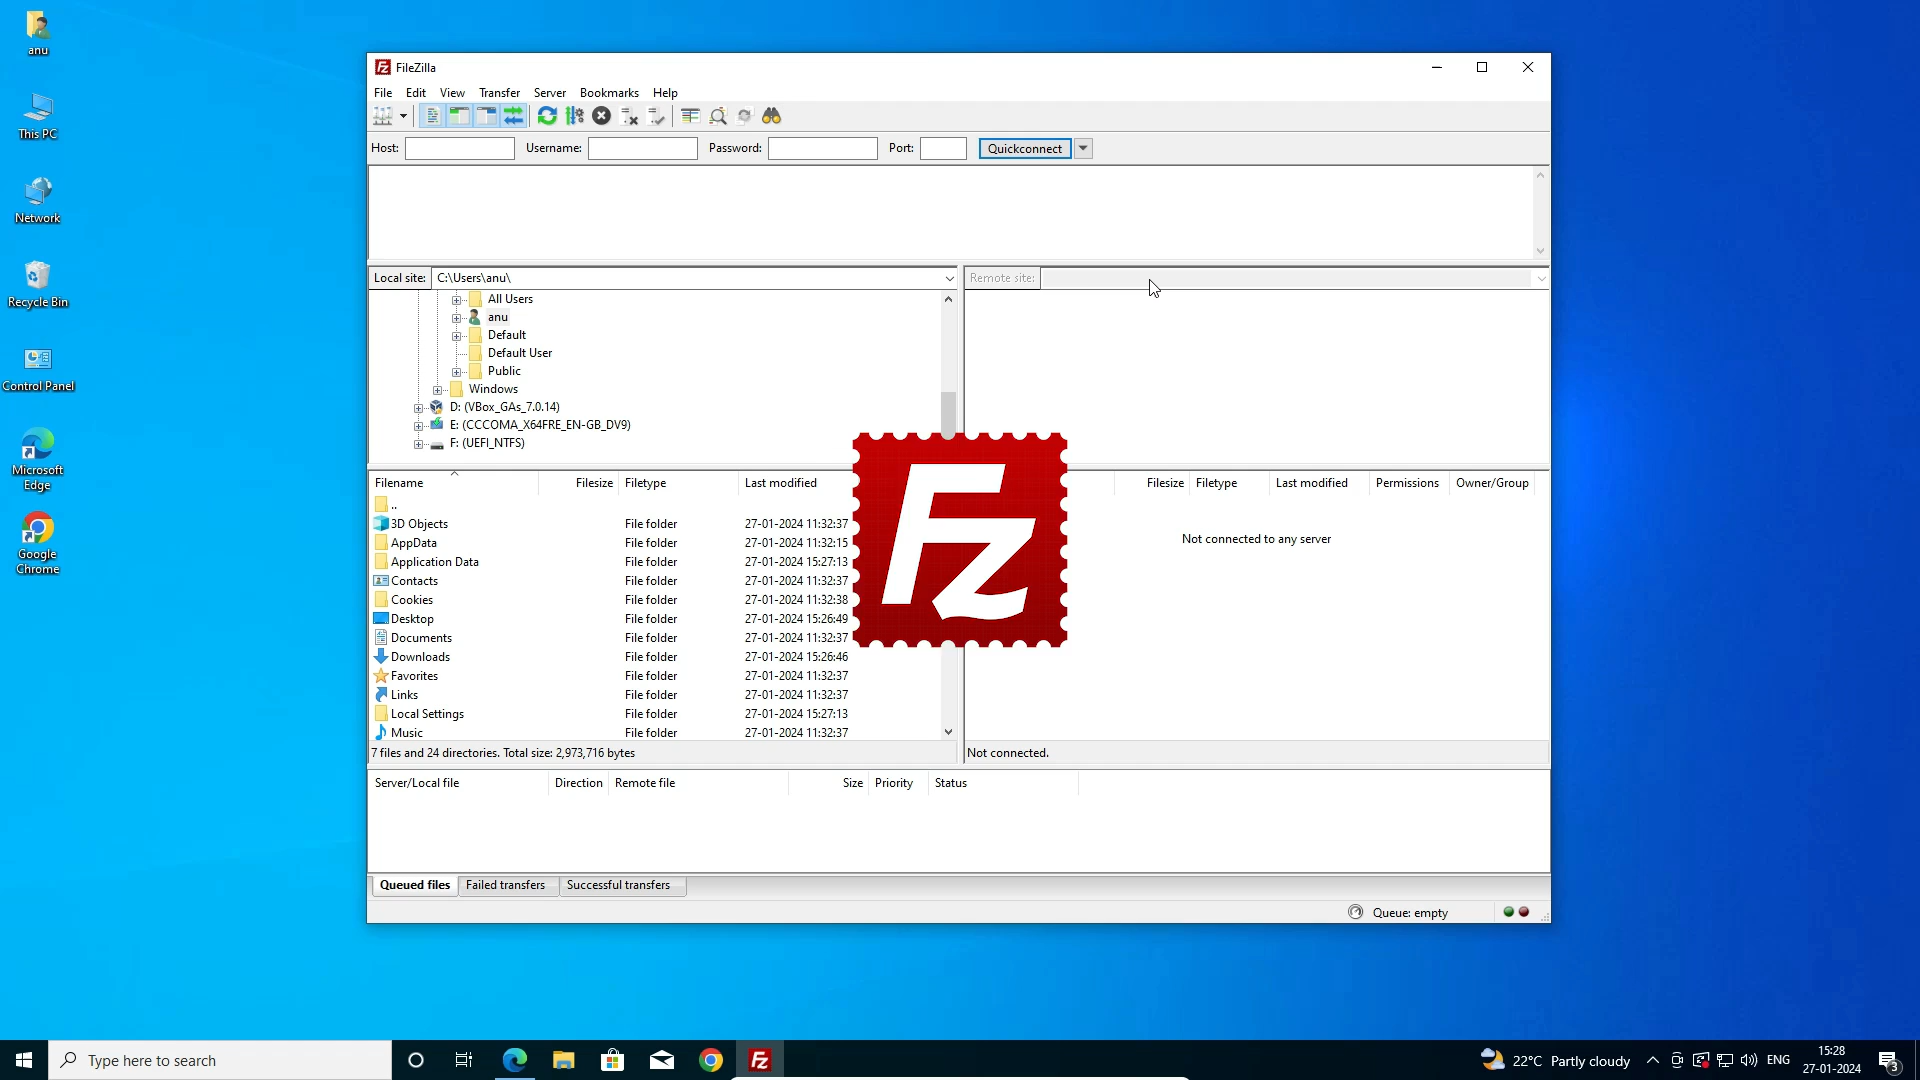 anu
This PC
Network
Recycle Bin
Control Panel
Microsoft
Edge
Google
Chrome
Fz FileZilla
File Edit View Transfer Server Bookmarks Help
Host: Username: Password: Port: Quickconnect
Local site: C:\Users\anu\
Remote site:
All Users
anu
Default
Default User
Public
Windows
D: (VBox_GAs_7.0.14)
E: (CCCOMA_X64FRE_EN-GB_DV9)
F: (UEFI_NTFS)
Filename Filesize Filetype Last modified
..
3D Objects File folder 27-01-2024 11:32:37
AppData File folder 27-01-2024 11:32:15
Application Data File folder 27-01-2024 15:27:13
Contacts File folder 27-01-2024 11:32:37
Cookies File folder 27-01-2024 11:32:38
Desktop File folder 27-01-2024 15:26:49
Documents File folder 27-01-2024 11:32:37
Downloads File folder 27-01-2024 15:26:46
Favorites File folder 27-01-2024 11:32:37
Links File folder 27-01-2024 11:32:37
Local Settings File folder 27-01-2024 15:27:13
Music File folder 27-01-2024 11:32:37
7 files and 24 directories. Total size: 2,973,716 bytes
Fz
Filesize Filetype Last modified Permissions Owner/Group
Not connected to any server
Not connected.
Server/Local file Direction Remote file Size Priority Status
Queued files Failed transfers Successful transfers
Queue: empty
Type here to search
Fz
22°C Partly cloudy
ENG
15:28
27-01-2024
3